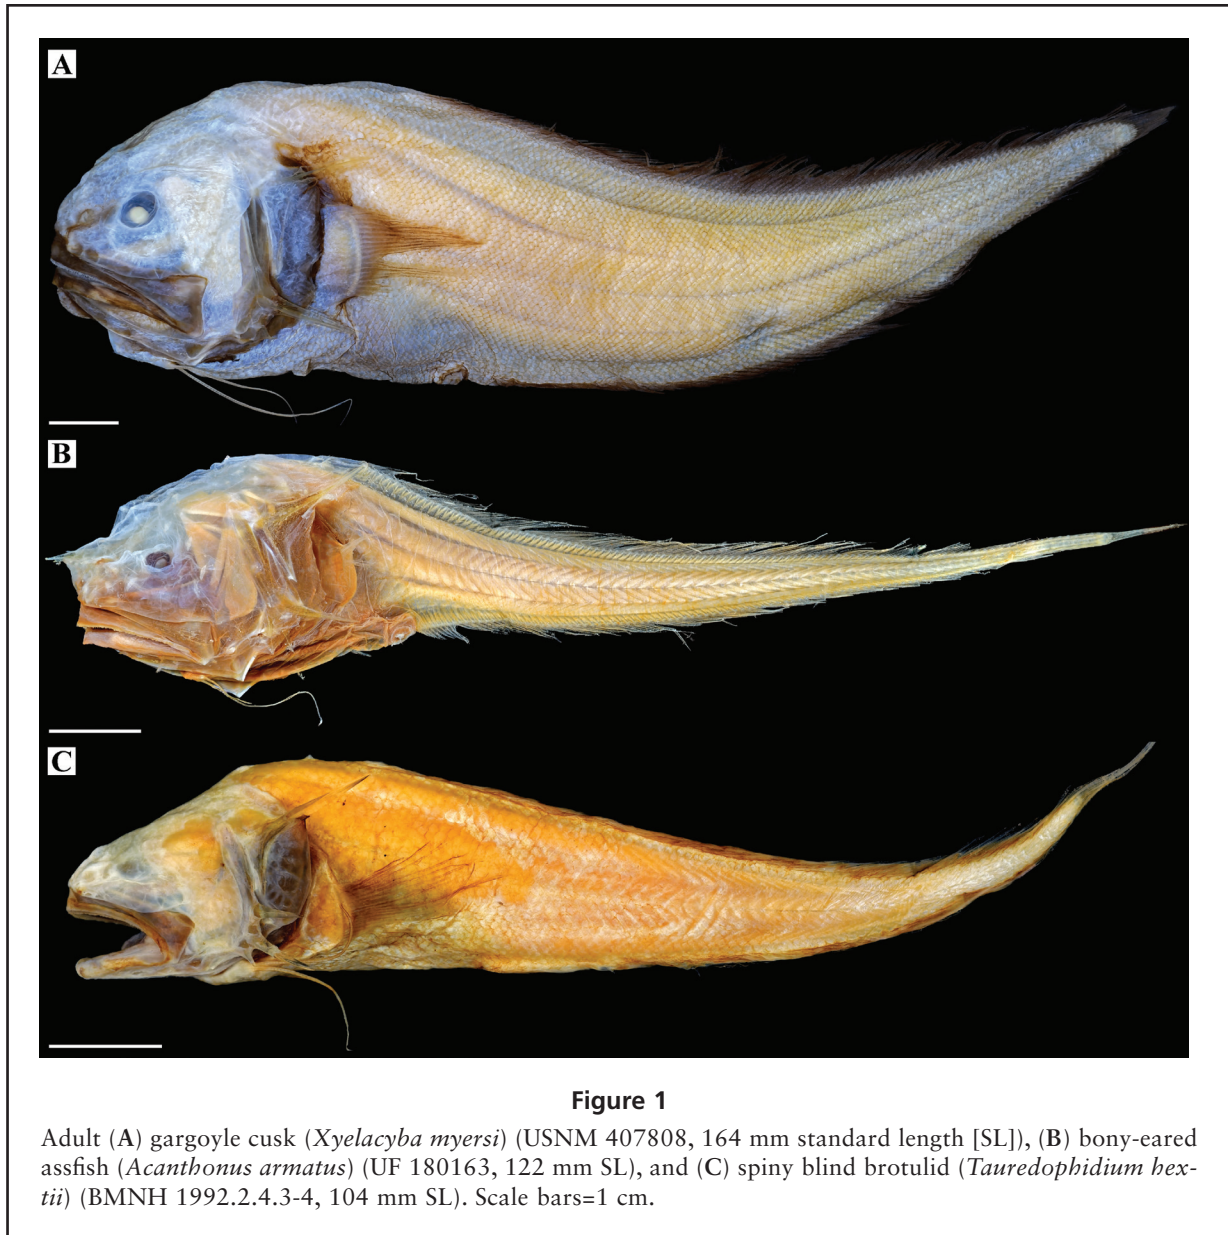 A
B
C
Figure 1
Adult (A) gargoyle cusk (Xyelacyba myersi) (USNM 407808, 164 mm standard length [SL]), (B) bony-eared
assfish (Acanthonus armatus) (UF 180163, 122 mm SL), and (C) spiny blind brotulid (Tauredophidium hex-
tii) (BMNH 1992.2.4.3-4, 104 mm SL). Scale bars=1 cm.